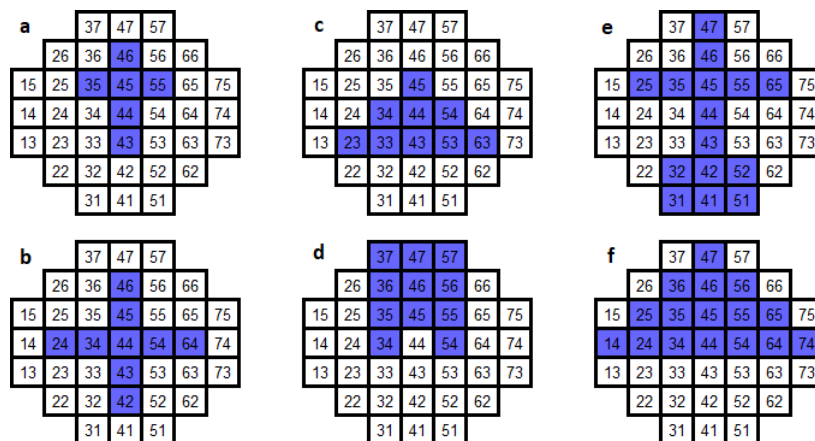 a 37 47 57 c 37 47 57 e 37 47 57
26 36 46 56 66 26 36 46 56 66 26 36 46 56 66
15 25 35 45 55 65 75 15 25 35 45 55 65 75 15 25 35 45 55 65 75
14 24 34 44 54 64 74 14 24 34 44 54 64 74 14 24 34 44 54 64 74
13 23 33 43 53 63 73 13 23 33 43 53 63 73 13 23 33 43 53 63 73
22 32 42 52 62 22 32 42 52 62 22 32 42 52 62
31 41 51 31 41 51 31 41 51
b 37 47 57 d 37 47 57 f 37 47 57
26 36 46 56 66 26 36 46 56 66 26 36 46 56 66
15 25 35 45 55 65 75 15 25 35 45 55 65 75 15 25 35 45 55 65 75
14 24 34 44 54 64 74 14 24 34 44 54 64 74 14 24 34 44 54 64 74
13 23 33 43 53 63 73 13 23 33 43 53 63 73 13 23 33 43 53 63 73
22 32 42 52 62 22 32 42 52 62 22 32 42 52 62
31 41 51 31 41 51 31 41 51